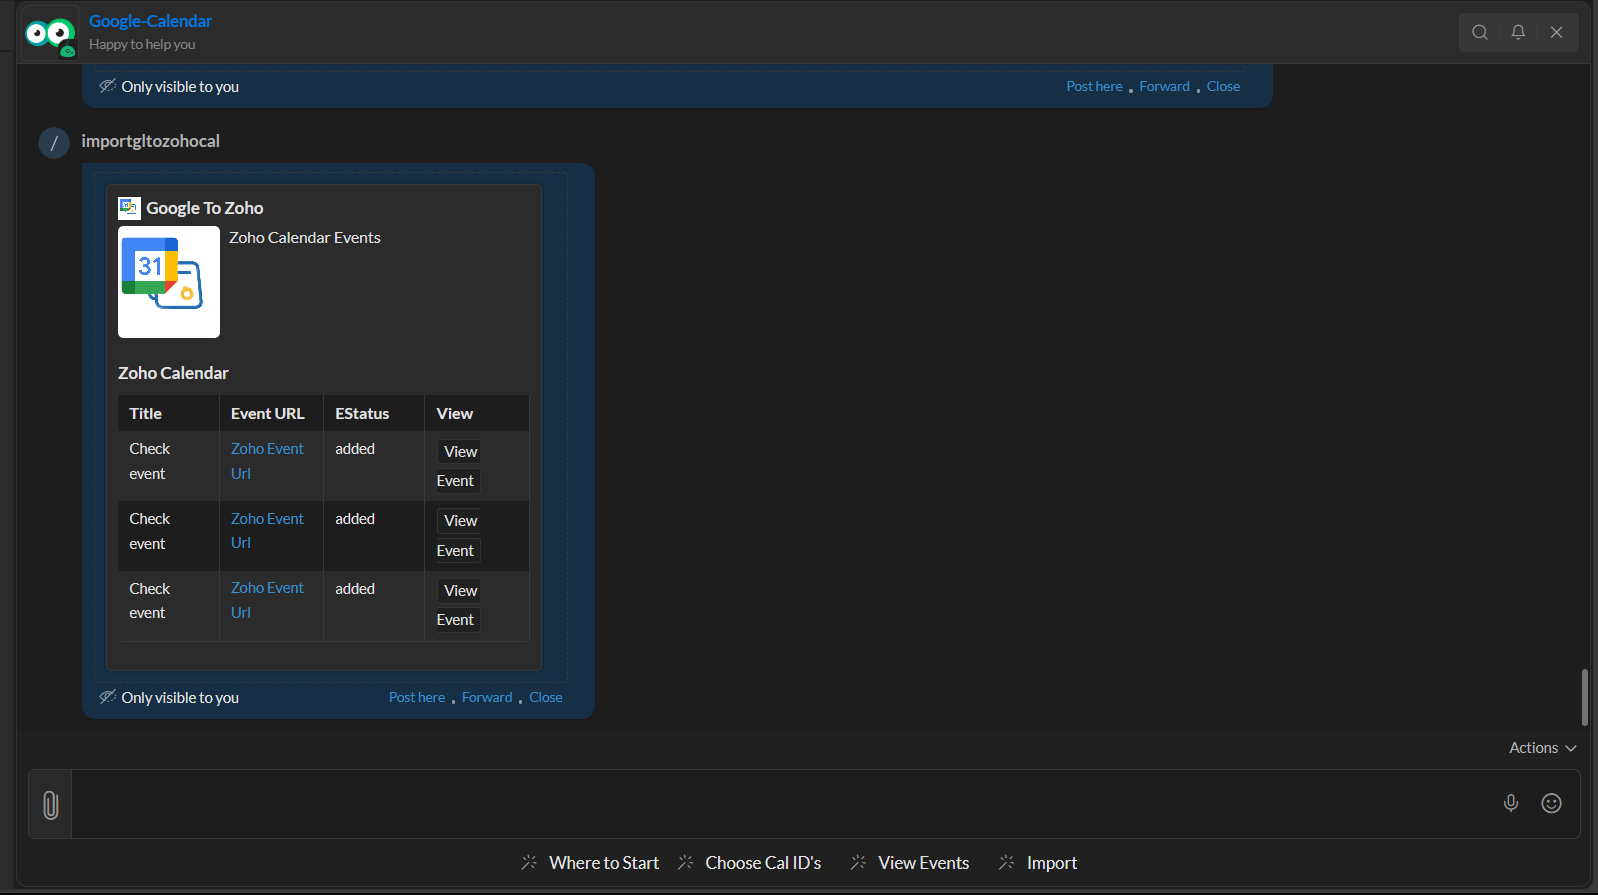 Google-Calendar
Happy to help you
Only visible to you
Post here . Forward . Close
/ importgltozohocal
Google To Zoho
31
Zoho Calendar Events
Zoho Calendar
Title Event URL EStatus View
Check Zoho Event added View
event Url Event
Check Zoho Event added View
event Url Event
Check Zoho Event added View
event Url Event
Only visible to you
Post here . Forward . Close
Actions
Where to Start Choose Cal ID's View Events Import